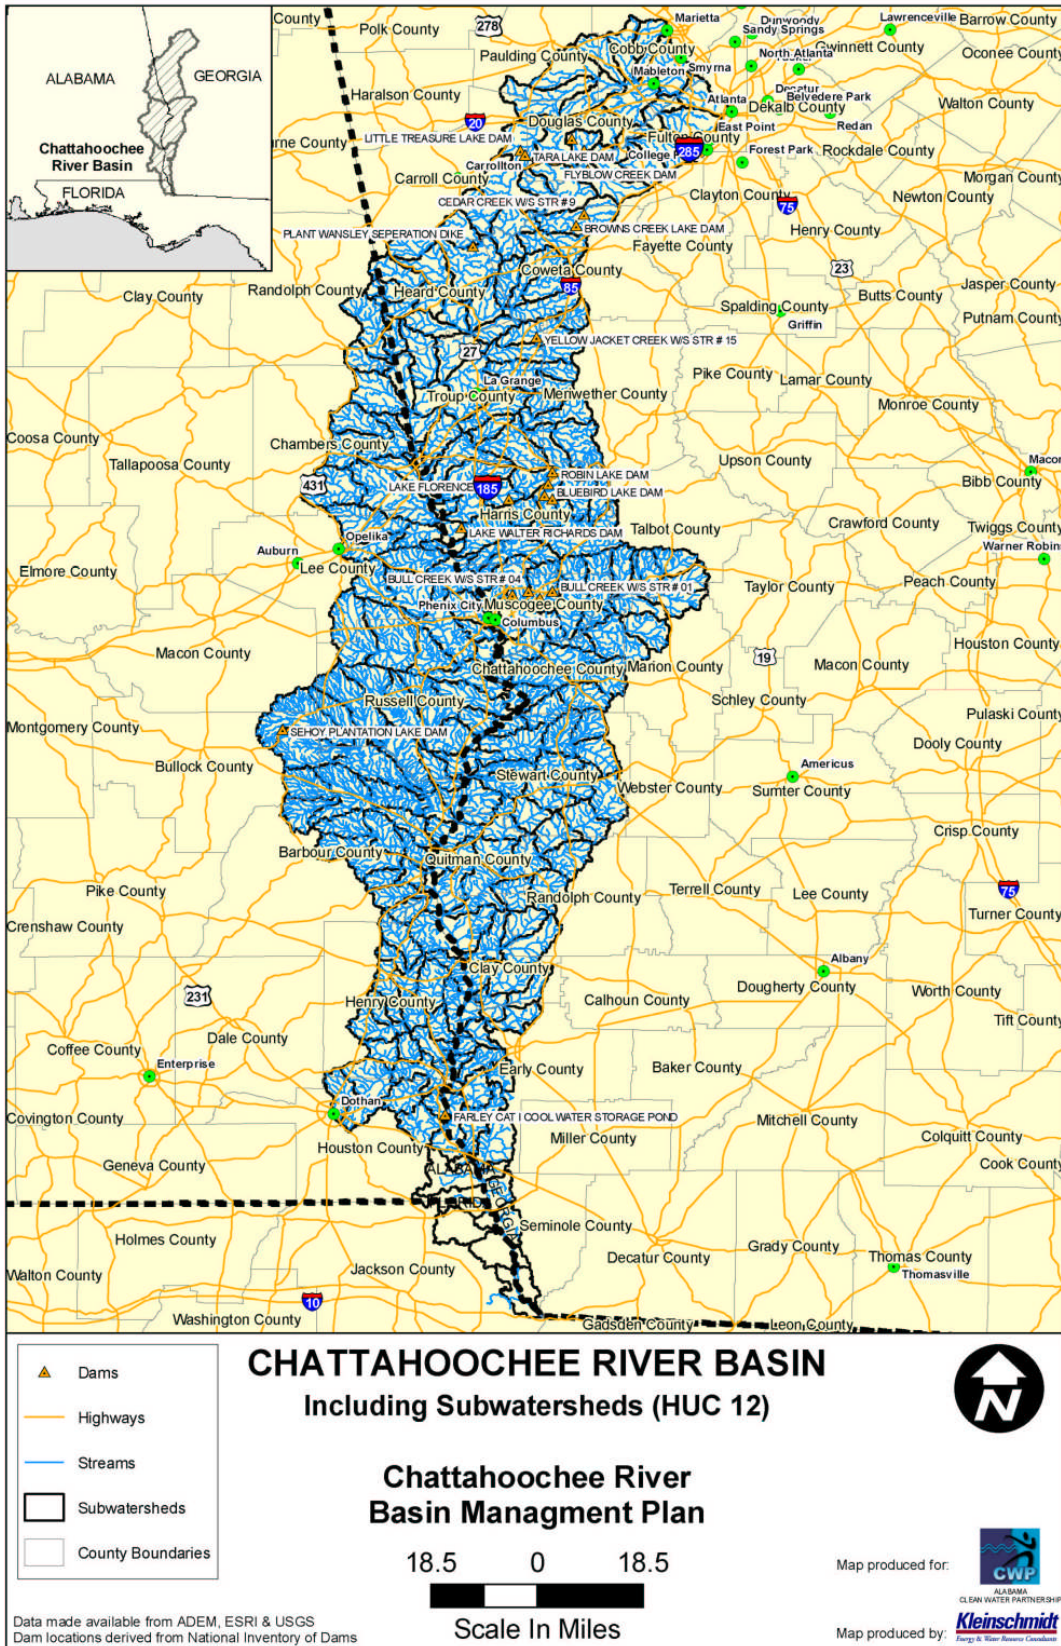 ALABAMA
GEORGIA
Chattahoochee
River Basin
FLORIDA
County
Polk County
278
Marietta
Dunwoody
Sandy Springs
Lawrenceville
Barrow County
Cobb County
Gwinnett County
Oconee County
Paulding County
North Atlanta
Mableton
Smyrna
Haralson County
Decatur
Belvedere Park
Walton County
Atlanta
Dekalb County
20
Douglas County
Redan
LITTLE TREASURE LAKE DAM
Fulton County
East Point
285
Rockdale County
Carrollton
TARA LAKE DAM
College
Forest Park
Carroll County
FLYBLOW CREEK DAM
Morgan County
Clayton County
Newton County
CEDAR CREEK W/S STR # 9
75
BROWNS CREEK LAKE DAM
Henry County
PLANT WANSLEY SEPERATION DIKE
Fayette County
Coweta County
23
Clay County
Randolph County
Heard County
85
Butts County
Jasper County
Spalding County
Putnam County
Griffin
YELLOW JACKET CREEK W/S STR # 15
27
La Grange
Pike County
Lamar County
Troup County
Meriwether County
Monroe County
Coosa County
Chambers County
Macon
Tallapoosa County
Upson County
ROBIN LAKE DAM
431
LAKE FLORENCE
185
BLUEBIRD LAKE DAM
Bibb County
Harris County
Crawford County
Talbot County
Twiggs County
LAKE WALTER RICHARDS DAM
Opelika
Warner Robins
Auburn
Lee County
Elmore County
BULL CREEK W/S STR # 04
BULL CREEK W/S STR # 01
Taylor County
Peach County
Phenix City
Muscogee County
Columbus
Houston County
Macon County
Chattahoochee County
Marion County
19
Macon County
Russell County
Schley County
Pulaski County
Montgomery County
SEHOY PLANTATION LAKE DAM
Dooly County
Bullock County
Stewart County
Americus
Webster County
Sumter County
Crisp County
Barbour County
Quitman County
Pike County
Randolph County
Terrell County
Lee County
75
Turner County
Crenshaw County
Clay County
Albany
Dougherty County
Worth County
231
Henry County
Calhoun County
Tift County
Dale County
Coffee County
Enterprise
Early County
Baker County
Dothan
Covington County
FARLEY CAT I COOL WATER STORAGE POND
Mitchell County
Miller County
Colquitt County
Houston County
Geneva County
ALABAMA
Cook County
GEORGIA
FLORIDA
Seminole County
Holmes County
Decatur County
Grady County
Thomas County
Walton County
Jackson County
Thomasville
10
Washington County
Gadsden County
Leon County
Dams
Highways
Streams
Subwatersheds
County Boundaries
CHATTAHOOCHEE RIVER BASIN
Including Subwatersheds (HUC 12)
N
Chattahoochee River
Basin Managment Plan
18.5 0 18.5
Scale In Miles
Map produced for:
CWP
ALABAMA
CLEAN WATER PARTNERSHIP
Map produced by:
Kleinschmidt
Energy & Water Resource Consultants
Data made available from ADEM, ESRI & USGS
Dam locations derived from National Inventory of Dams